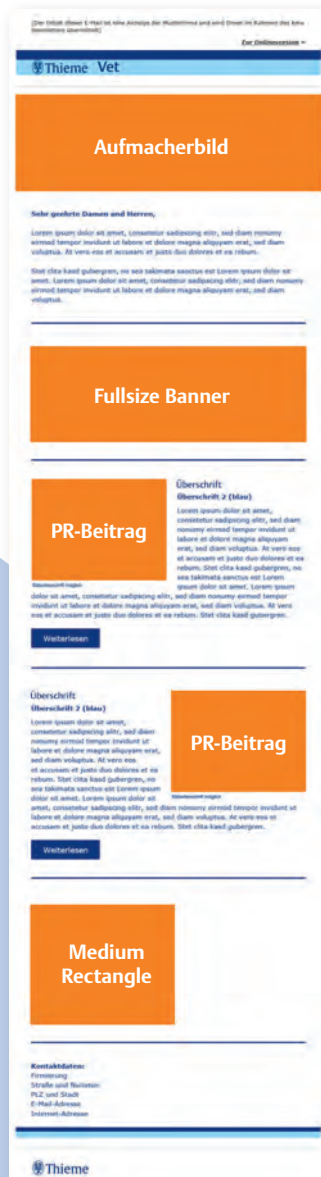 (Der Inhalt dieser E-Mail ist eine Anzeige der Musterfirma und wird Ihnen im Rahmen des
Newsletters übermittelt)
Zur Onlineversion
Thieme Vet
Aufmacherbild
Sehr geehrte Damen und Herren,
Lorem ipsum dolor sit amet, consetetur sadipscing elitr, sed diam nonumy
eirmod tempor invidunt ut labore et dolore magna aliquyam erat, sed diam
voluptua. At vero eos et accusam et justo duo dolores et ea rebum.
Stet clita kasd gubergren, no sea takimata sanctus est Lorem ipsum dolor sit
amet. Lorem ipsum dolor sit amet, consetetur sadipscing elitr, sed diam nonumy
eirmod tempor invidunt ut labore et dolore magna aliquyam erat, sed diam
voluptua.
Fullsize Banner
PR-Beitrag
Überschrift
Überschrift 2 (blau)
Lorem ipsum dolor sit amet,
consetetur sadipscing elitr, sed diam
nonumy eirmod tempor invidunt ut
labore et dolore magna aliquyam
erat, sed diam voluptua. At vero eos
et accusam et justo duo dolores et ea
rebum. Stet clita kasd gubergren, no
sea takimata sanctus est Lorem ipsum
dolor sit amet, consetetur sadipscing elitr, sed diam nonumy eirmod tempor
invidunt ut labore et dolore magna aliquyam erat, sed diam voluptua. At vero
eos et accusam et justo duo dolores et ea rebum. Stet clita kasd gubergren.
Weiterlesen
Überschrift
Überschrift 2 (blau)
Lorem ipsum dolor sit amet,
consetetur sadipscing elitr, sed diam
nonumy eirmod tempor invidunt ut
labore et dolore magna aliquyam
erat, sed diam voluptua. At vero eos
et accusam et justo duo dolores et ea
rebum. Stet clita kasd gubergren, no
sea takimata sanctus est Lorem ipsum
dolor sit amet. Lorem ipsum dolor sit
amet, consetetur sadipscing elitr, sed diam nonumy eirmod tempor invidunt ut
labore et dolore magna aliquyam erat, sed diam voluptua. At vero eos et
accusam et justo duo dolores et ea rebum. Stet clita kasd gubergren.
PR-Beitrag
Weiterlesen
Medium
Rectangle
Kontaktdaten:
Firmierung
Straße und Nummer
PLZ und Stadt
E-Mail-Adresse
Internet-Adresse
Thieme